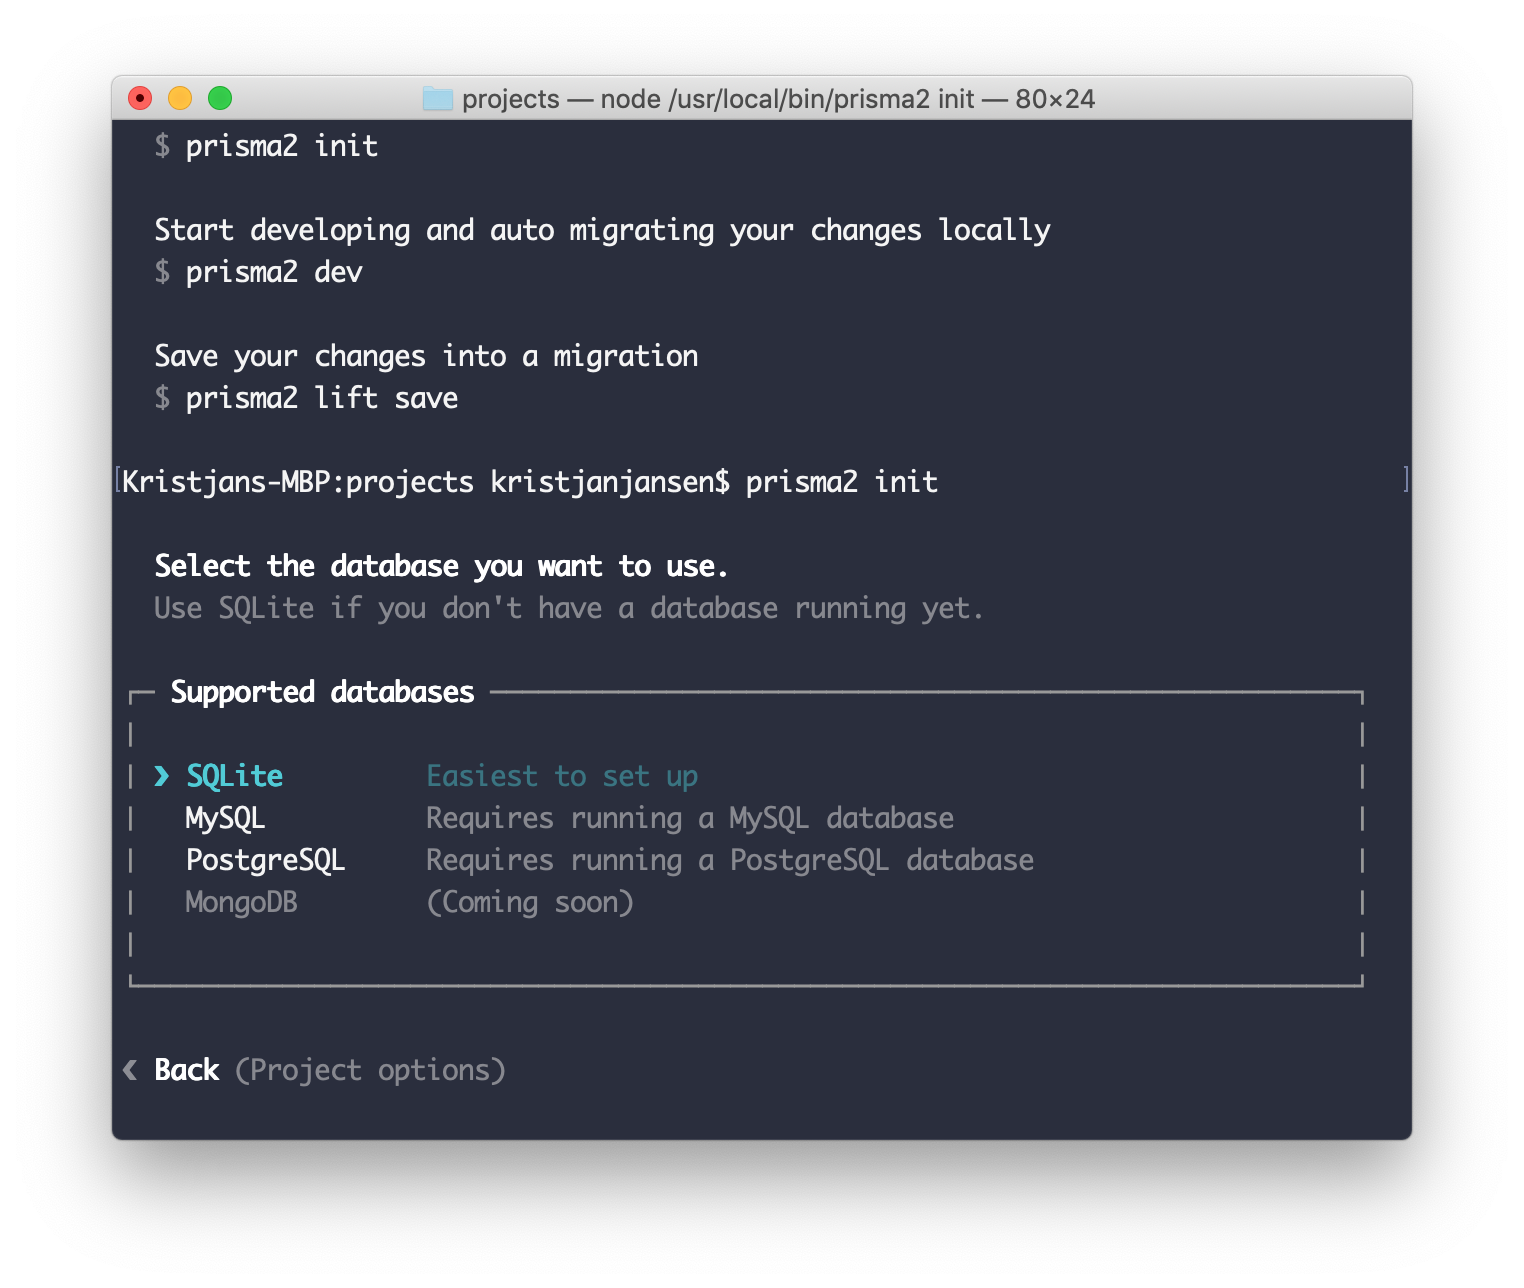 projects — node /usr/local/bin/prisma2 init — 80×24
$ prisma2 init
Start developing and auto migrating your changes locally
$ prisma2 dev
Save your changes into a migration
$ prisma2 lift save
[Kristjans-MBP:projects kristjanjansen$ prisma2 init ]
Select the database you want to use.
Use SQLite if you don't have a database running yet.
Supported databases
❯ SQLite Easiest to set up
MySQL Requires running a MySQL database
PostgreSQL Requires running a PostgreSQL database
MongoDB (Coming soon)
❮ Back (Project options)